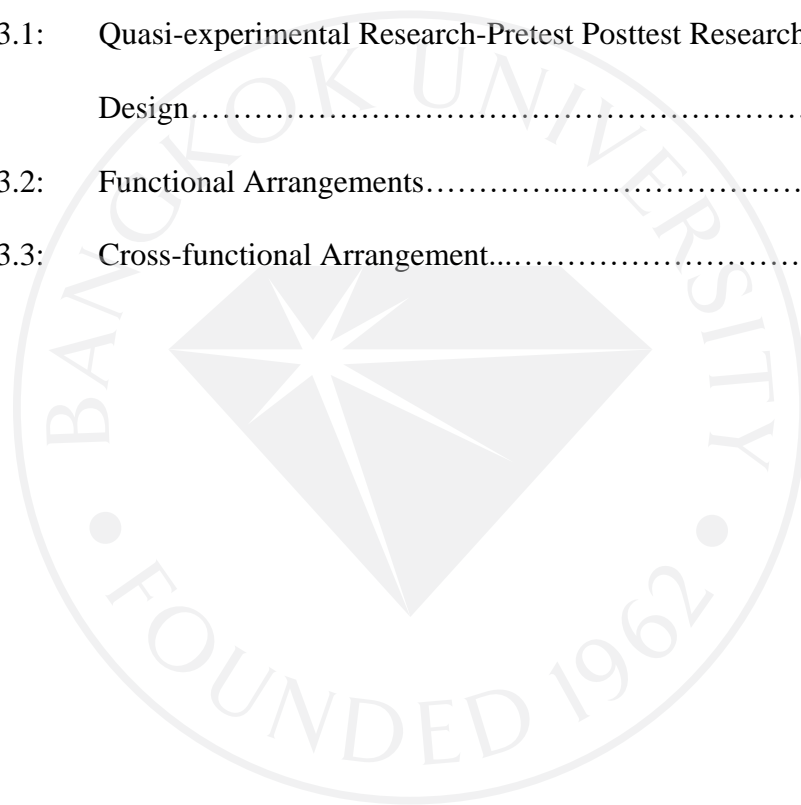 3.1: Quasi-experimental Research-Pretest Posttest Research
Design……………………………………………………………
3.2: Functional Arrangements…………..…………………
3.3: Cross-functional Arrangement...………………………
BANGKOK UNIVERSITY
• FOUNDED 1962 •